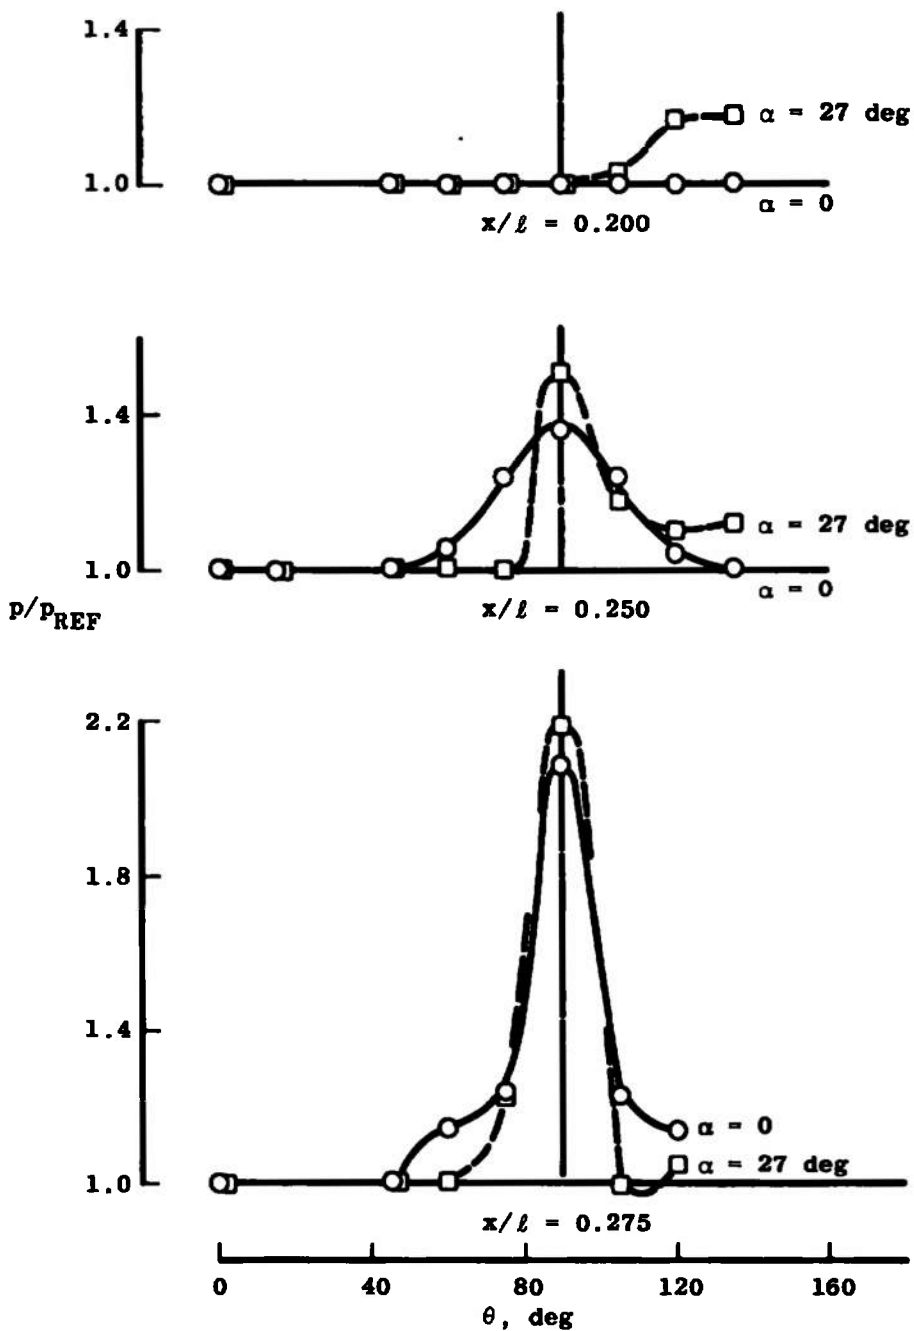 1.4
α = 27 deg
1.0
α = 0
x/ℓ = 0.200
1.4
α = 27 deg
1.0
α = 0
x/ℓ = 0.250
p/pREF
2.2
1.8
1.4
α = 0
α = 27 deg
1.0
x/ℓ = 0.275
0 40 80 120 160
θ, deg